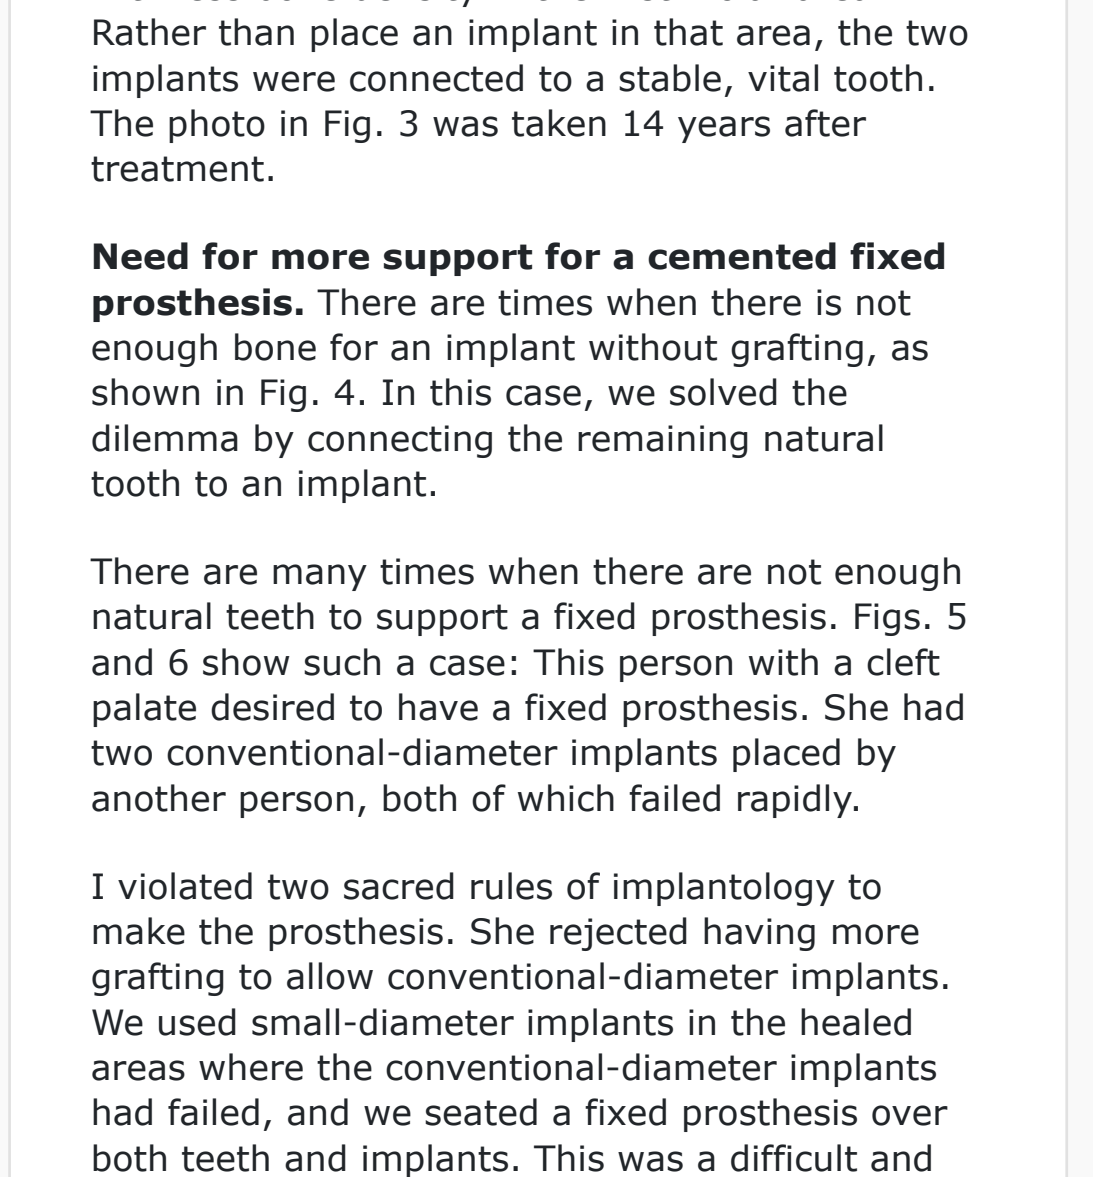 Rather than place an implant in that area, the two
implants were connected to a stable, vital tooth.
The photo in Fig. 3 was taken 14 years after
treatment.
Need for more support for a cemented fixed
prosthesis. There are times when there is not
enough bone for an implant without grafting, as
shown in Fig. 4. In this case, we solved the
dilemma by connecting the remaining natural
tooth to an implant.
There are many times when there are not enough
natural teeth to support a fixed prosthesis. Figs. 5
and 6 show such a case: This person with a cleft
palate desired to have a fixed prosthesis. She had
two conventional-diameter implants placed by
another person, both of which failed rapidly.
I violated two sacred rules of implantology to
make the prosthesis. She rejected having more
grafting to allow conventional-diameter implants.
We used small-diameter implants in the healed
areas where the conventional-diameter implants
had failed, and we seated a fixed prosthesis over
both teeth and implants. This was a difficult and